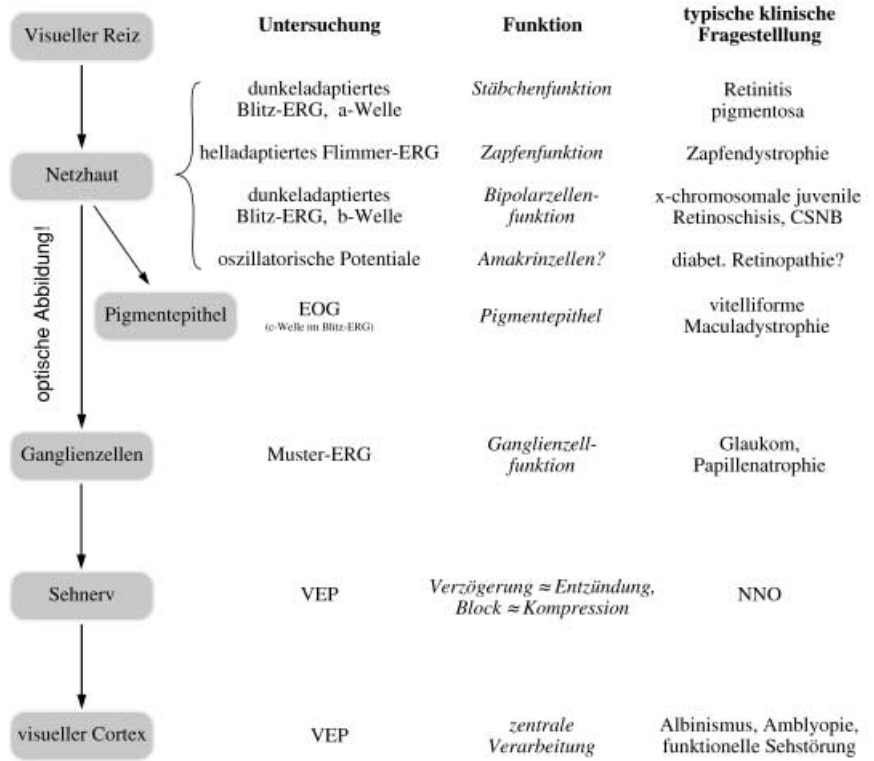 Visueller Reiz
Untersuchung
Funktion
typische klinische
Fragestelllung
dunkeladaptiertes
Blitz-ERG, a-Welle
Stäbchenfunktion
Retinitis
pigmentosa
Netzhaut
helladaptiertes Flimmer-ERG
Zapfenfunktion
Zapfendystrophie
dunkeladaptiertes
Blitz-ERG, b-Welle
Bipolarzellen-
funktion
x-chromosomale juvenile
Retinoschisis, CSNB
oszillatorische Potentiale
Amakrinzellen?
diabet. Retinopathie?
optische Abbildung!
Pigmentepithel
EOG
(c-Welle im Blitz-ERG)
Pigmentepithel
vitelliforme
Maculadystrophie
Ganglienzellen
Muster-ERG
Ganglienzell-
funktion
Glaukom,
Papillenatrophie
Sehnerv
VEP
Verzögerung ≈ Entzündung,
Block ≈ Kompression
NNO
visueller Cortex
VEP
zentrale
Verarbeitung
Albinismus, Amblyopie,
funktionelle Sehstörung